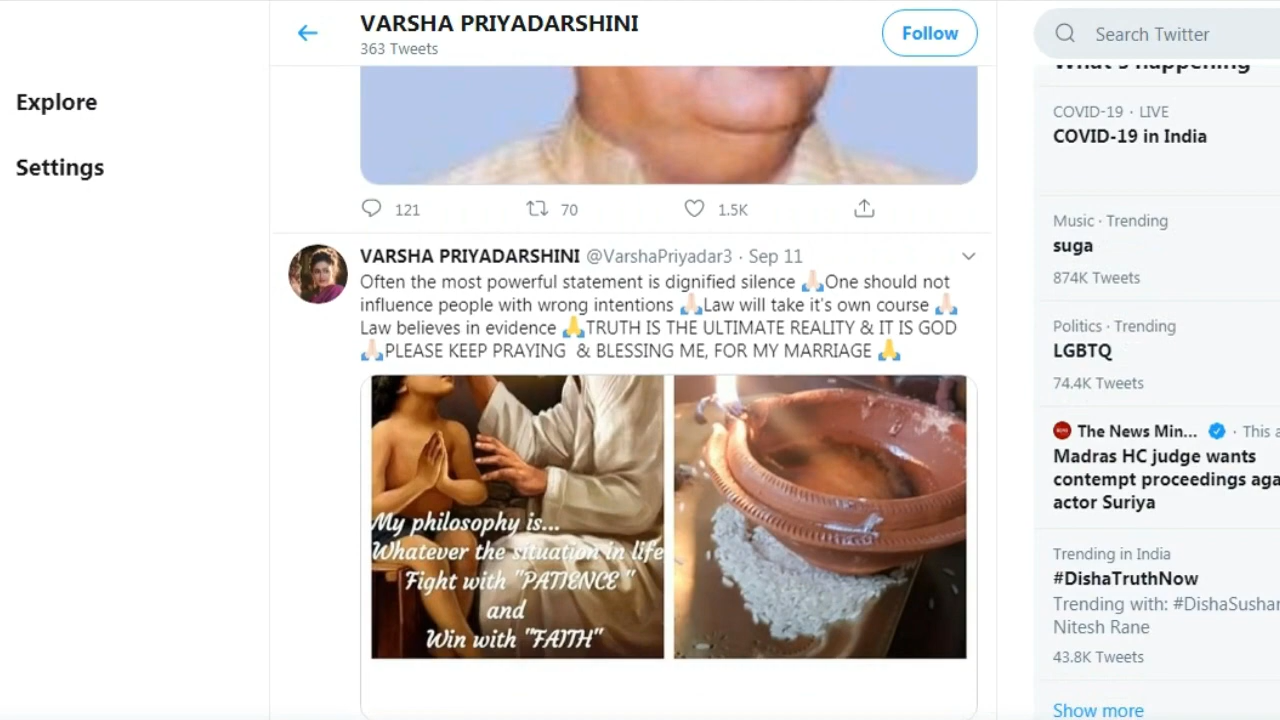 VARSHA PRIYADARSHINI
363 Tweets
Follow
Search Twitter
Explore
Settings
121
70
1.5K
VARSHA PRIYADARSHINI @VarshaPriyadar3 · Sep 11
Often the most powerful statement is dignified silence 🙏🏻One should not
influence people with wrong intentions 🙏🏻Law will take it's own course 🙏🏻
Law believes in evidence 🙏TRUTH IS THE ULTIMATE REALITY & IT IS GOD
🙏🏻PLEASE KEEP PRAYING & BLESSING ME, FOR MY MARRIAGE 🙏
My philosophy is...
Whatever the situation in life
Fight with "PATIENCE "
and
Win with "FAITH"
What's happening
COVID-19 · LIVE
COVID-19 in India
Music · Trending
suga
874K Tweets
Politics · Trending
LGBTQ
74.4K Tweets
The News Min... · This a
Madras HC judge wants
contempt proceedings aga
actor Suriya
Trending in India
#DishaTruthNow
Trending with: #DishaSushan
Nitesh Rane
43.8K Tweets
Show more